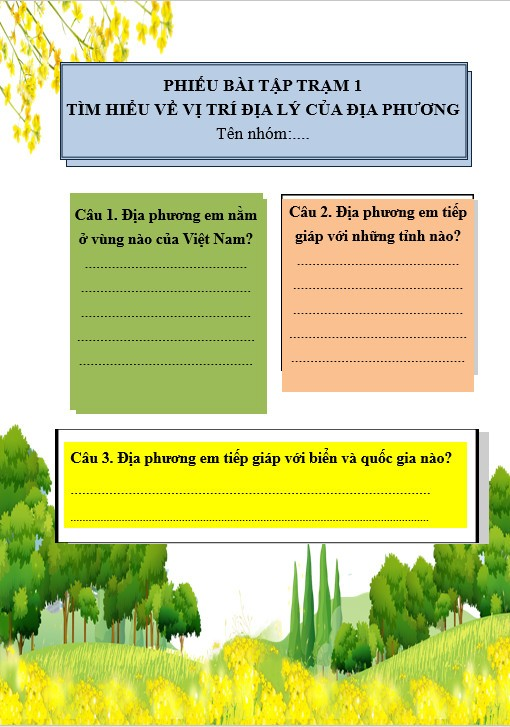 PHIẾU BÀI TẬP TRẠM 1
TÌM HIỂU VỀ VỊ TRÍ ĐỊA LÝ CỦA ĐỊA PHƯƠNG
Tên nhóm:....
Câu 1. Địa phương em nằm
ở vùng nào của Việt Nam?
Câu 2. Địa phương em tiếp
giáp với những tỉnh nào?
Câu 3. Địa phương em tiếp giáp với biển và quốc gia nào?